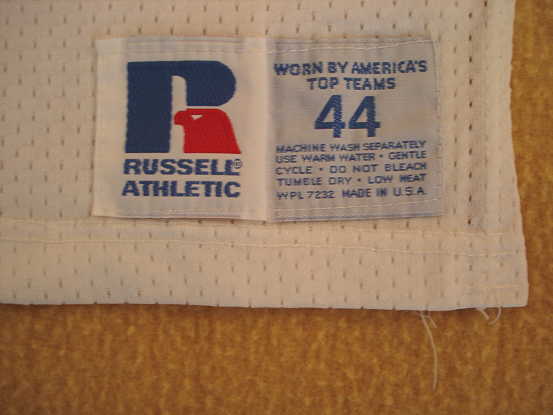 R
RUSSELL®
ATHLETIC
WORN BY AMERICA'S
TOP TEAMS
44
MACHINE WASH SEPARATELY
USE WARM WATER • GENTLE
CYCLE • DO NOT BLEACH
TUMBLE DRY • LOW HEAT
WPL 7232 MADE IN U.S.A.